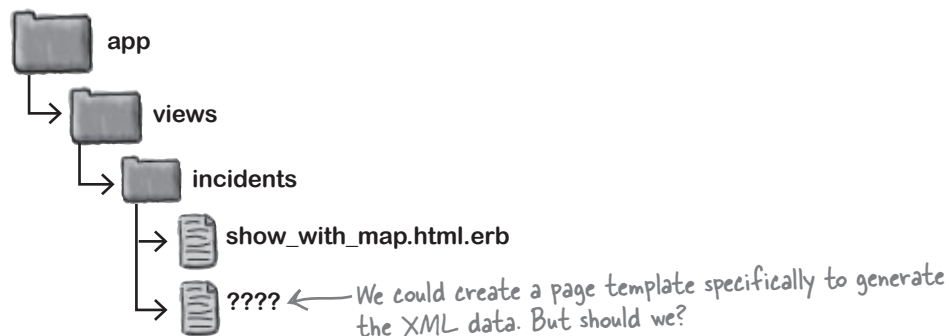 app
views
incidents
show_with_map.html.erb
???? We could create a page template specifically to generate
the XML data. But should we?